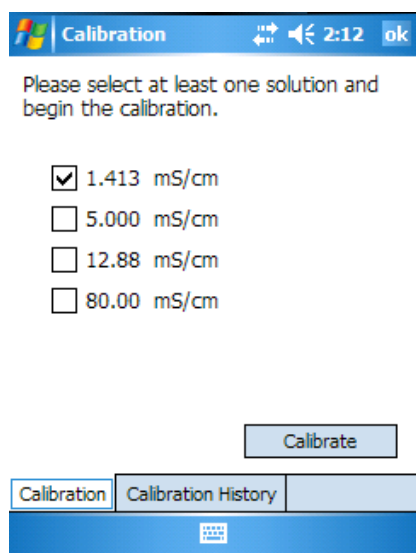 Calibration 2:12 ok
Please select at least one solution and
begin the calibration.
1.413 mS/cm
5.000 mS/cm
12.88 mS/cm
80.00 mS/cm
Calibrate
Calibration Calibration History